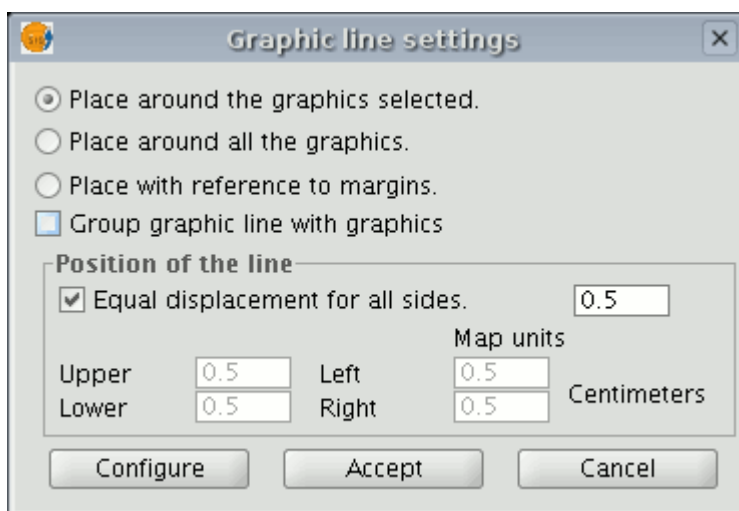 Graphic line settings
Place around the graphics selected.
Place around all the graphics.
Place with reference to margins.
Group graphic line with graphics
Position of the line
Equal displacement for all sides. 0.5
Map units
Upper 0.5 Left 0.5
Lower 0.5 Right 0.5 Centimeters
Configure Accept Cancel